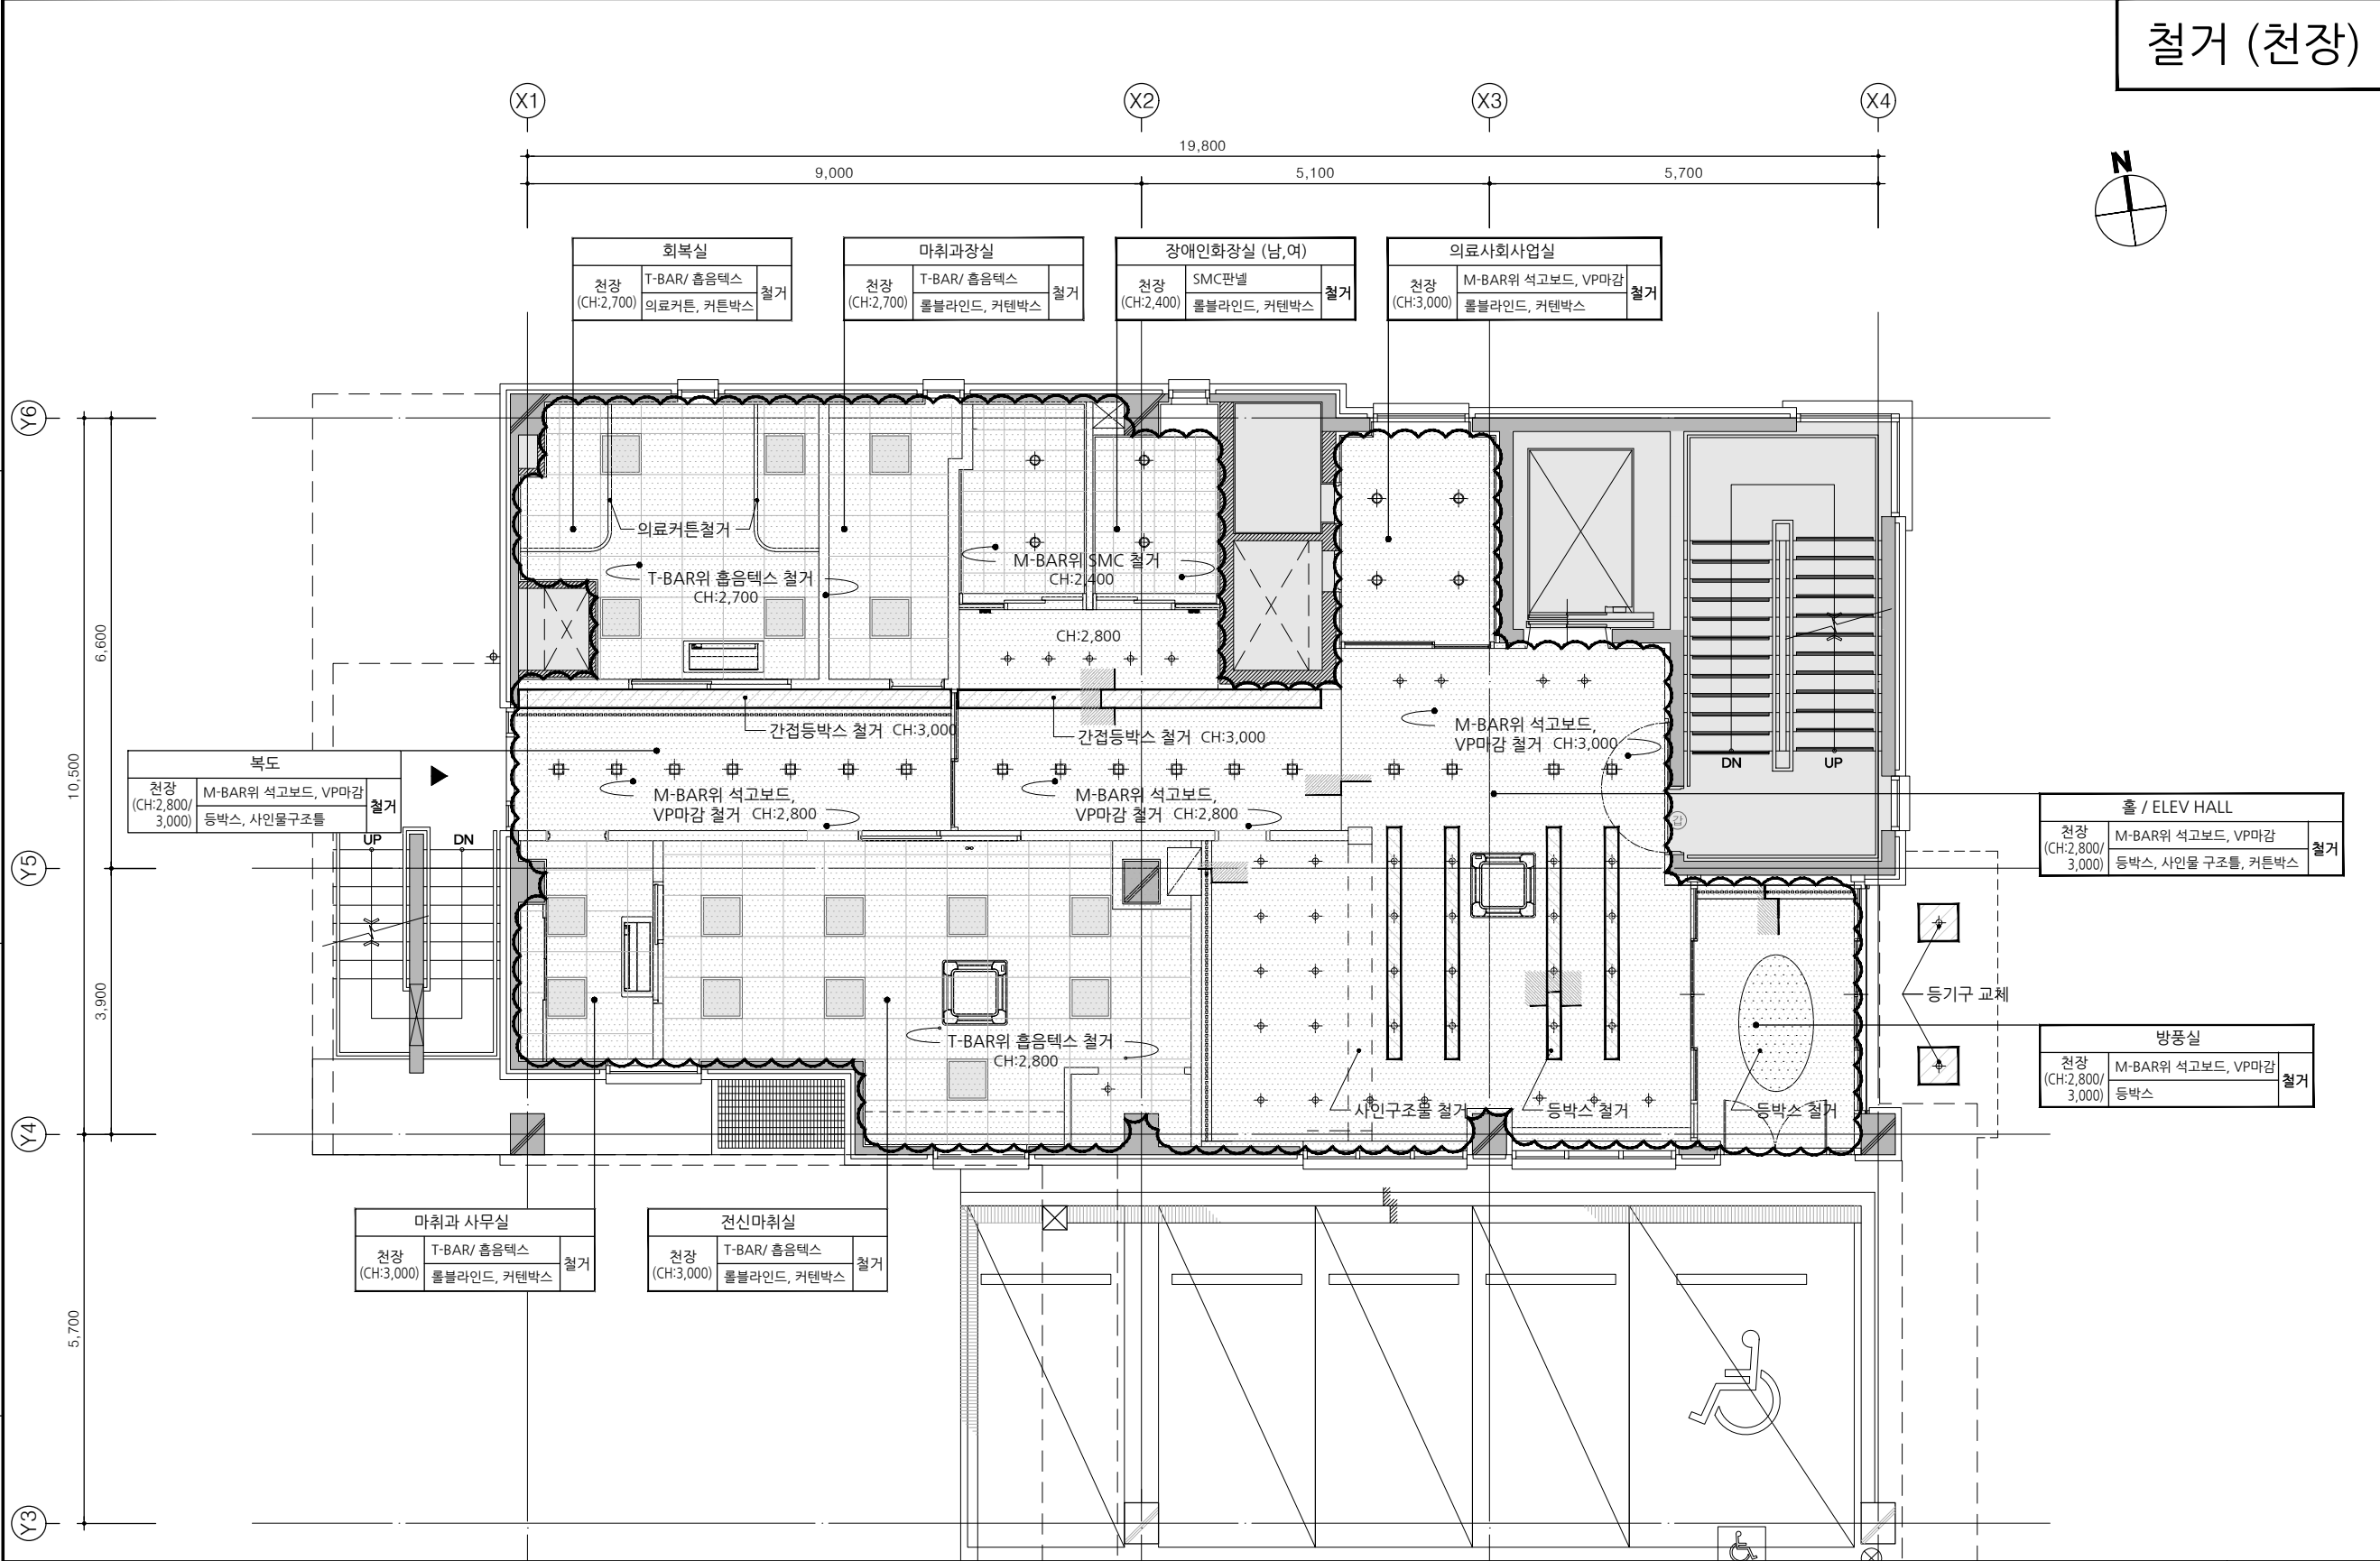 철거 (천장)
X1
X2
X3
X4
19,800
9,000
5,100
5,700
N
회복실
천장
(CH:2,700)
T-BAR/ 흡음텍스
의료커튼, 커튼박스
철거
마취과장실
천장
(CH:2,700)
T-BAR/ 흡음텍스
롤블라인드, 커텐박스
철거
장애인화장실 (남,여)
천장
(CH:2,400)
SMC판넬
롤블라인드, 커텐박스
철거
의료사회사업실
천장
(CH:3,000)
M-BAR위 석고보드, VP마감
롤블라인드, 커텐박스
철거
Y6
Y5
Y4
Y3
6,600
10,500
3,900
5,700
의료커튼철거
T-BAR위 흡음텍스 철거
CH:2,700
M-BAR위 SMC 철거
CH:2,400
CH:2,800
간접등박스 철거 CH:3,000
간접등박스 철거 CH:3,000
M-BAR위 석고보드,
VP마감 철거 CH:3,000
M-BAR위 석고보드,
VP마감 철거 CH:2,800
M-BAR위 석고보드,
VP마감 철거 CH:2,800
DN
UP
갑
복도
천장
(CH:2,800/
3,000)
M-BAR위 석고보드, VP마감
등박스, 사인물구조틀
철거
UP
DN
홀 / ELEV HALL
천장
(CH:2,800/
3,000)
M-BAR위 석고보드, VP마감
등박스, 사인물 구조틀, 커튼박스
철거
등기구 교체
방풍실
천장
(CH:2,800/
3,000)
M-BAR위 석고보드, VP마감
등박스
철거
T-BAR위 흡음텍스 철거
CH:2,800
사인구조물 철거
등박스 철거
등박스 철거
마취과 사무실
천장
(CH:3,000)
T-BAR/ 흡음텍스
롤블라인드, 커텐박스
철거
전신마취실
천장
(CH:3,000)
T-BAR/ 흡음텍스
롤블라인드, 커텐박스
철거